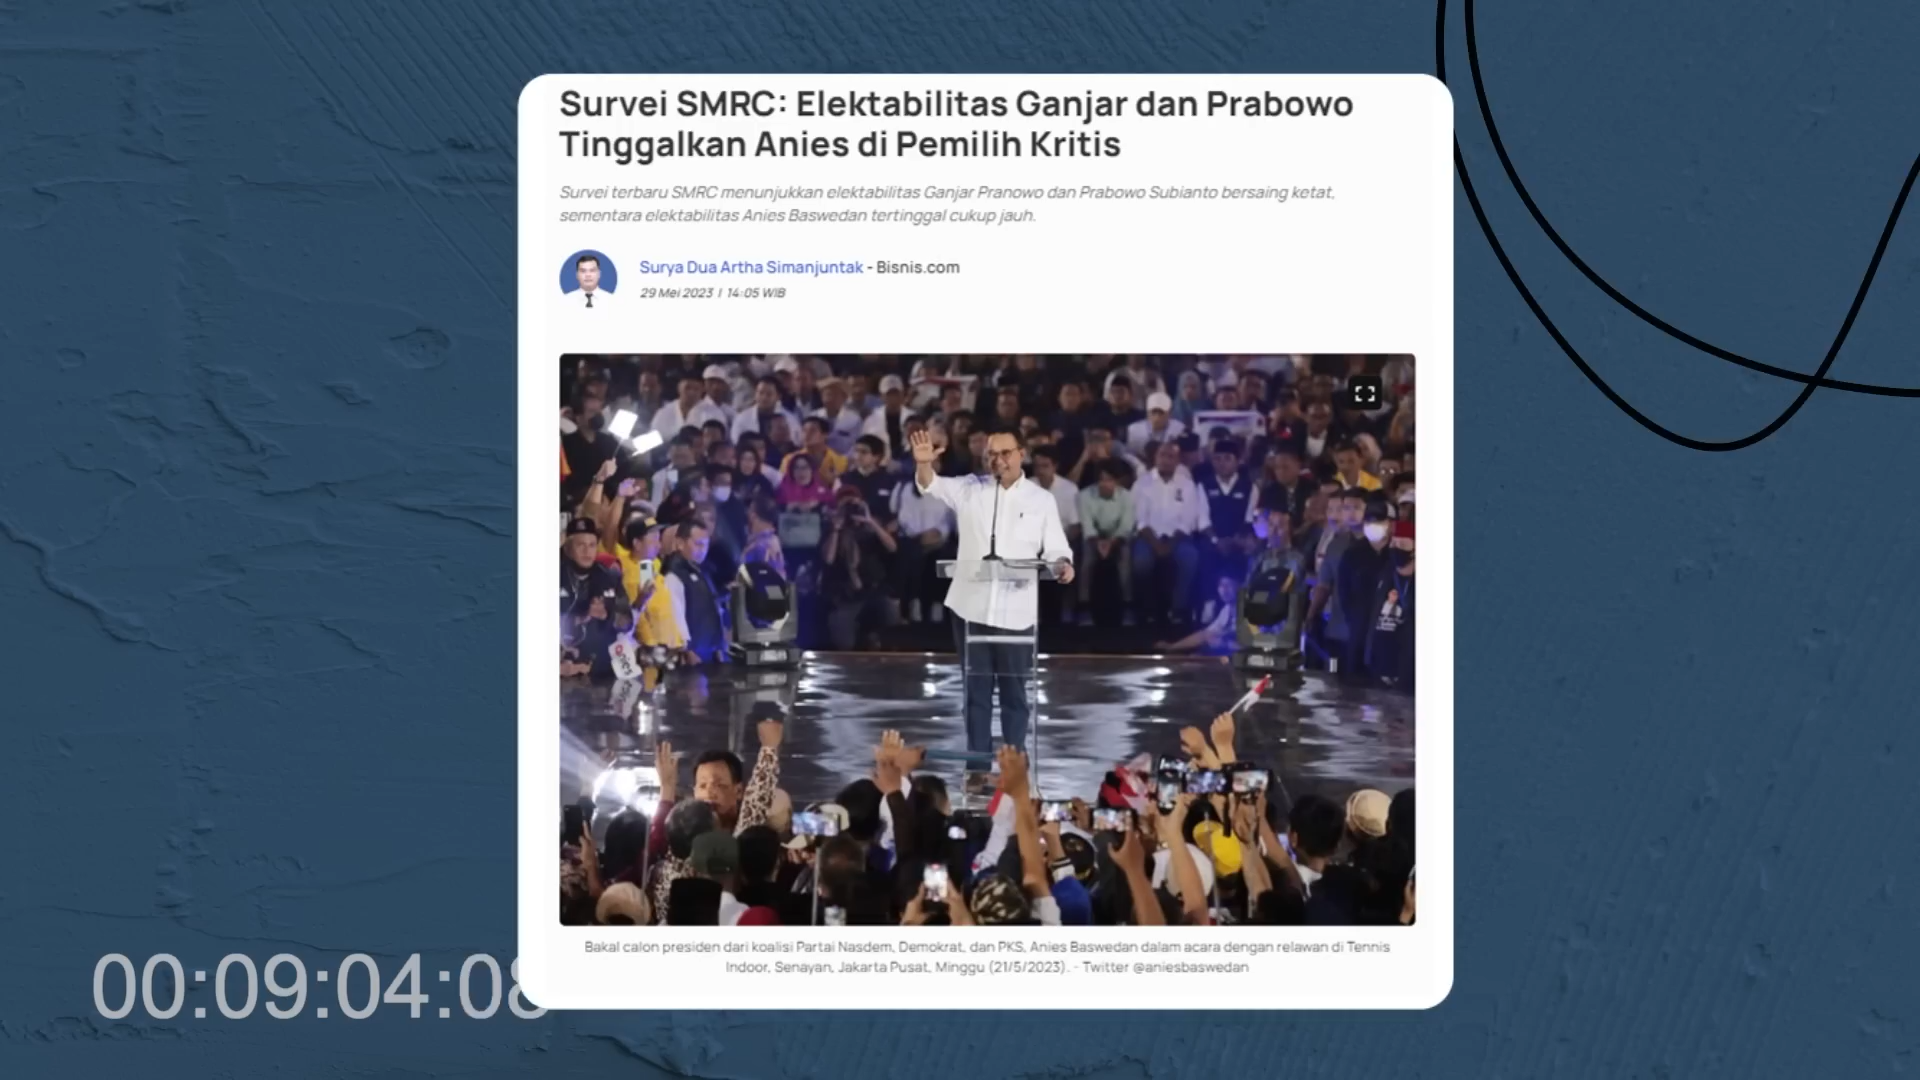 Survei SMRC: Elektabilitas Ganjar dan Prabowo
Tinggalkan Anies di Pemilih Kritis
Survei terbaru SMRC menunjukkan elektabilitas Ganjar Pranowo dan Prabowo Subianto bersaing ketat,
sementara elektabilitas Anies Baswedan tertinggal cukup jauh.
Surya Dua Artha Simanjuntak - Bisnis.com
29 Mei 2023 | 14:05 WIB
Bakal calon presiden dari koalisi Partai Nasdem, Demokrat, dan PKS, Anies Baswedan dalam acara dengan relawan di Tennis
Indoor, Senayan, Jakarta Pusat, Minggu (21/5/2023). - Twitter @aniesbaswedan
00:09:04:08